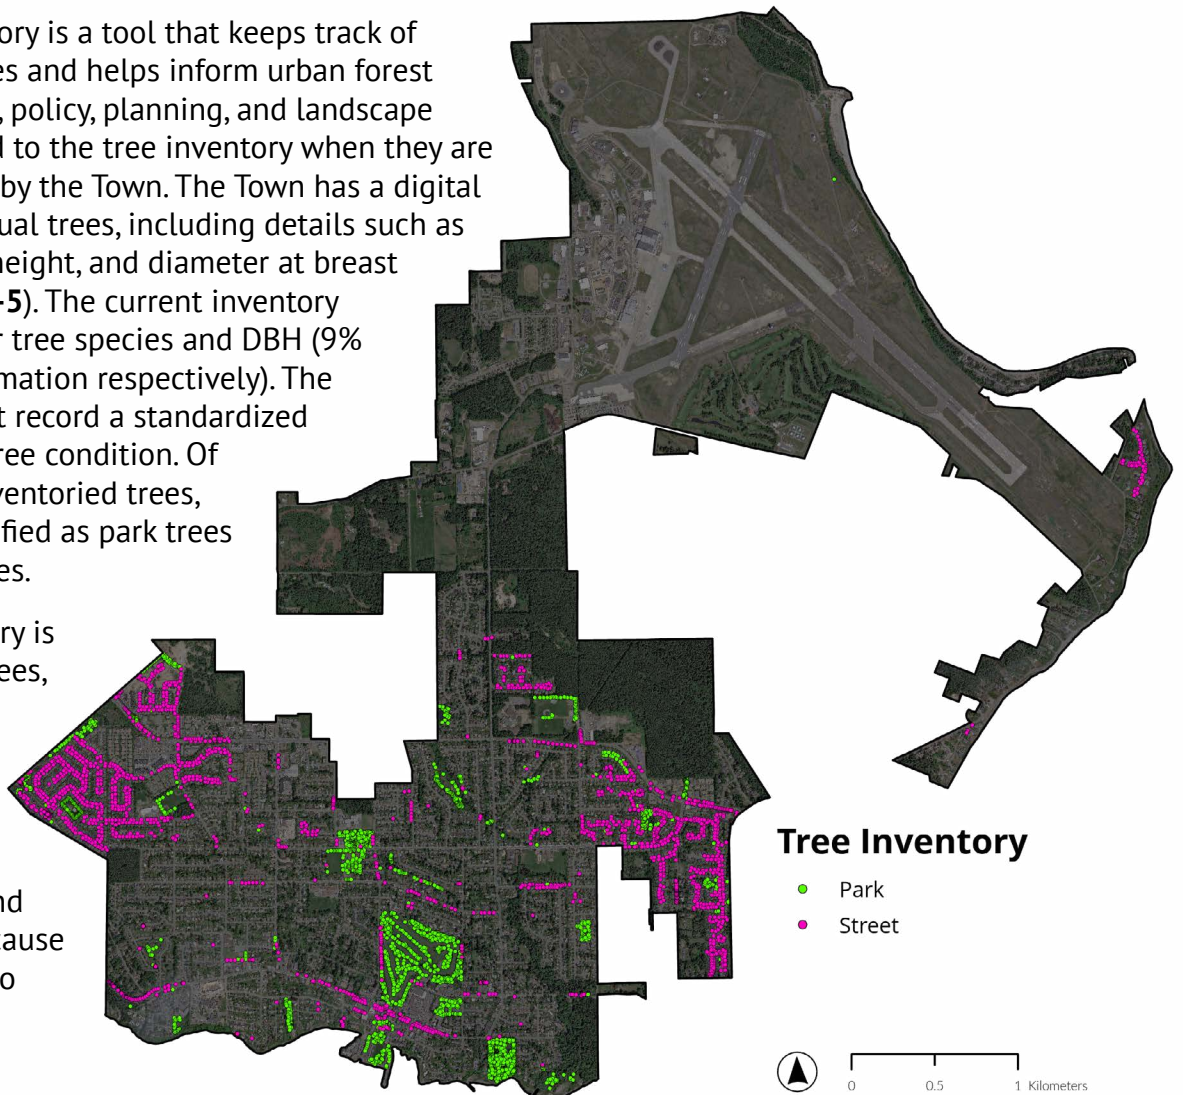 ory is a tool that keeps track of
es and helps inform urban forest
, policy, planning, and landscape
d to the tree inventory when they are
by the Town. The Town has a digital
ual trees, including details such as
height, and diameter at breast
-5). The current inventory
r tree species and DBH (9%
mation respectively). The
t record a standardized
ree condition. Of
ventoried trees,
ified as park trees
es.
ry is
ees,
nd
cause
o
Tree Inventory
Park
Street
0 0.5 1 Kilometers